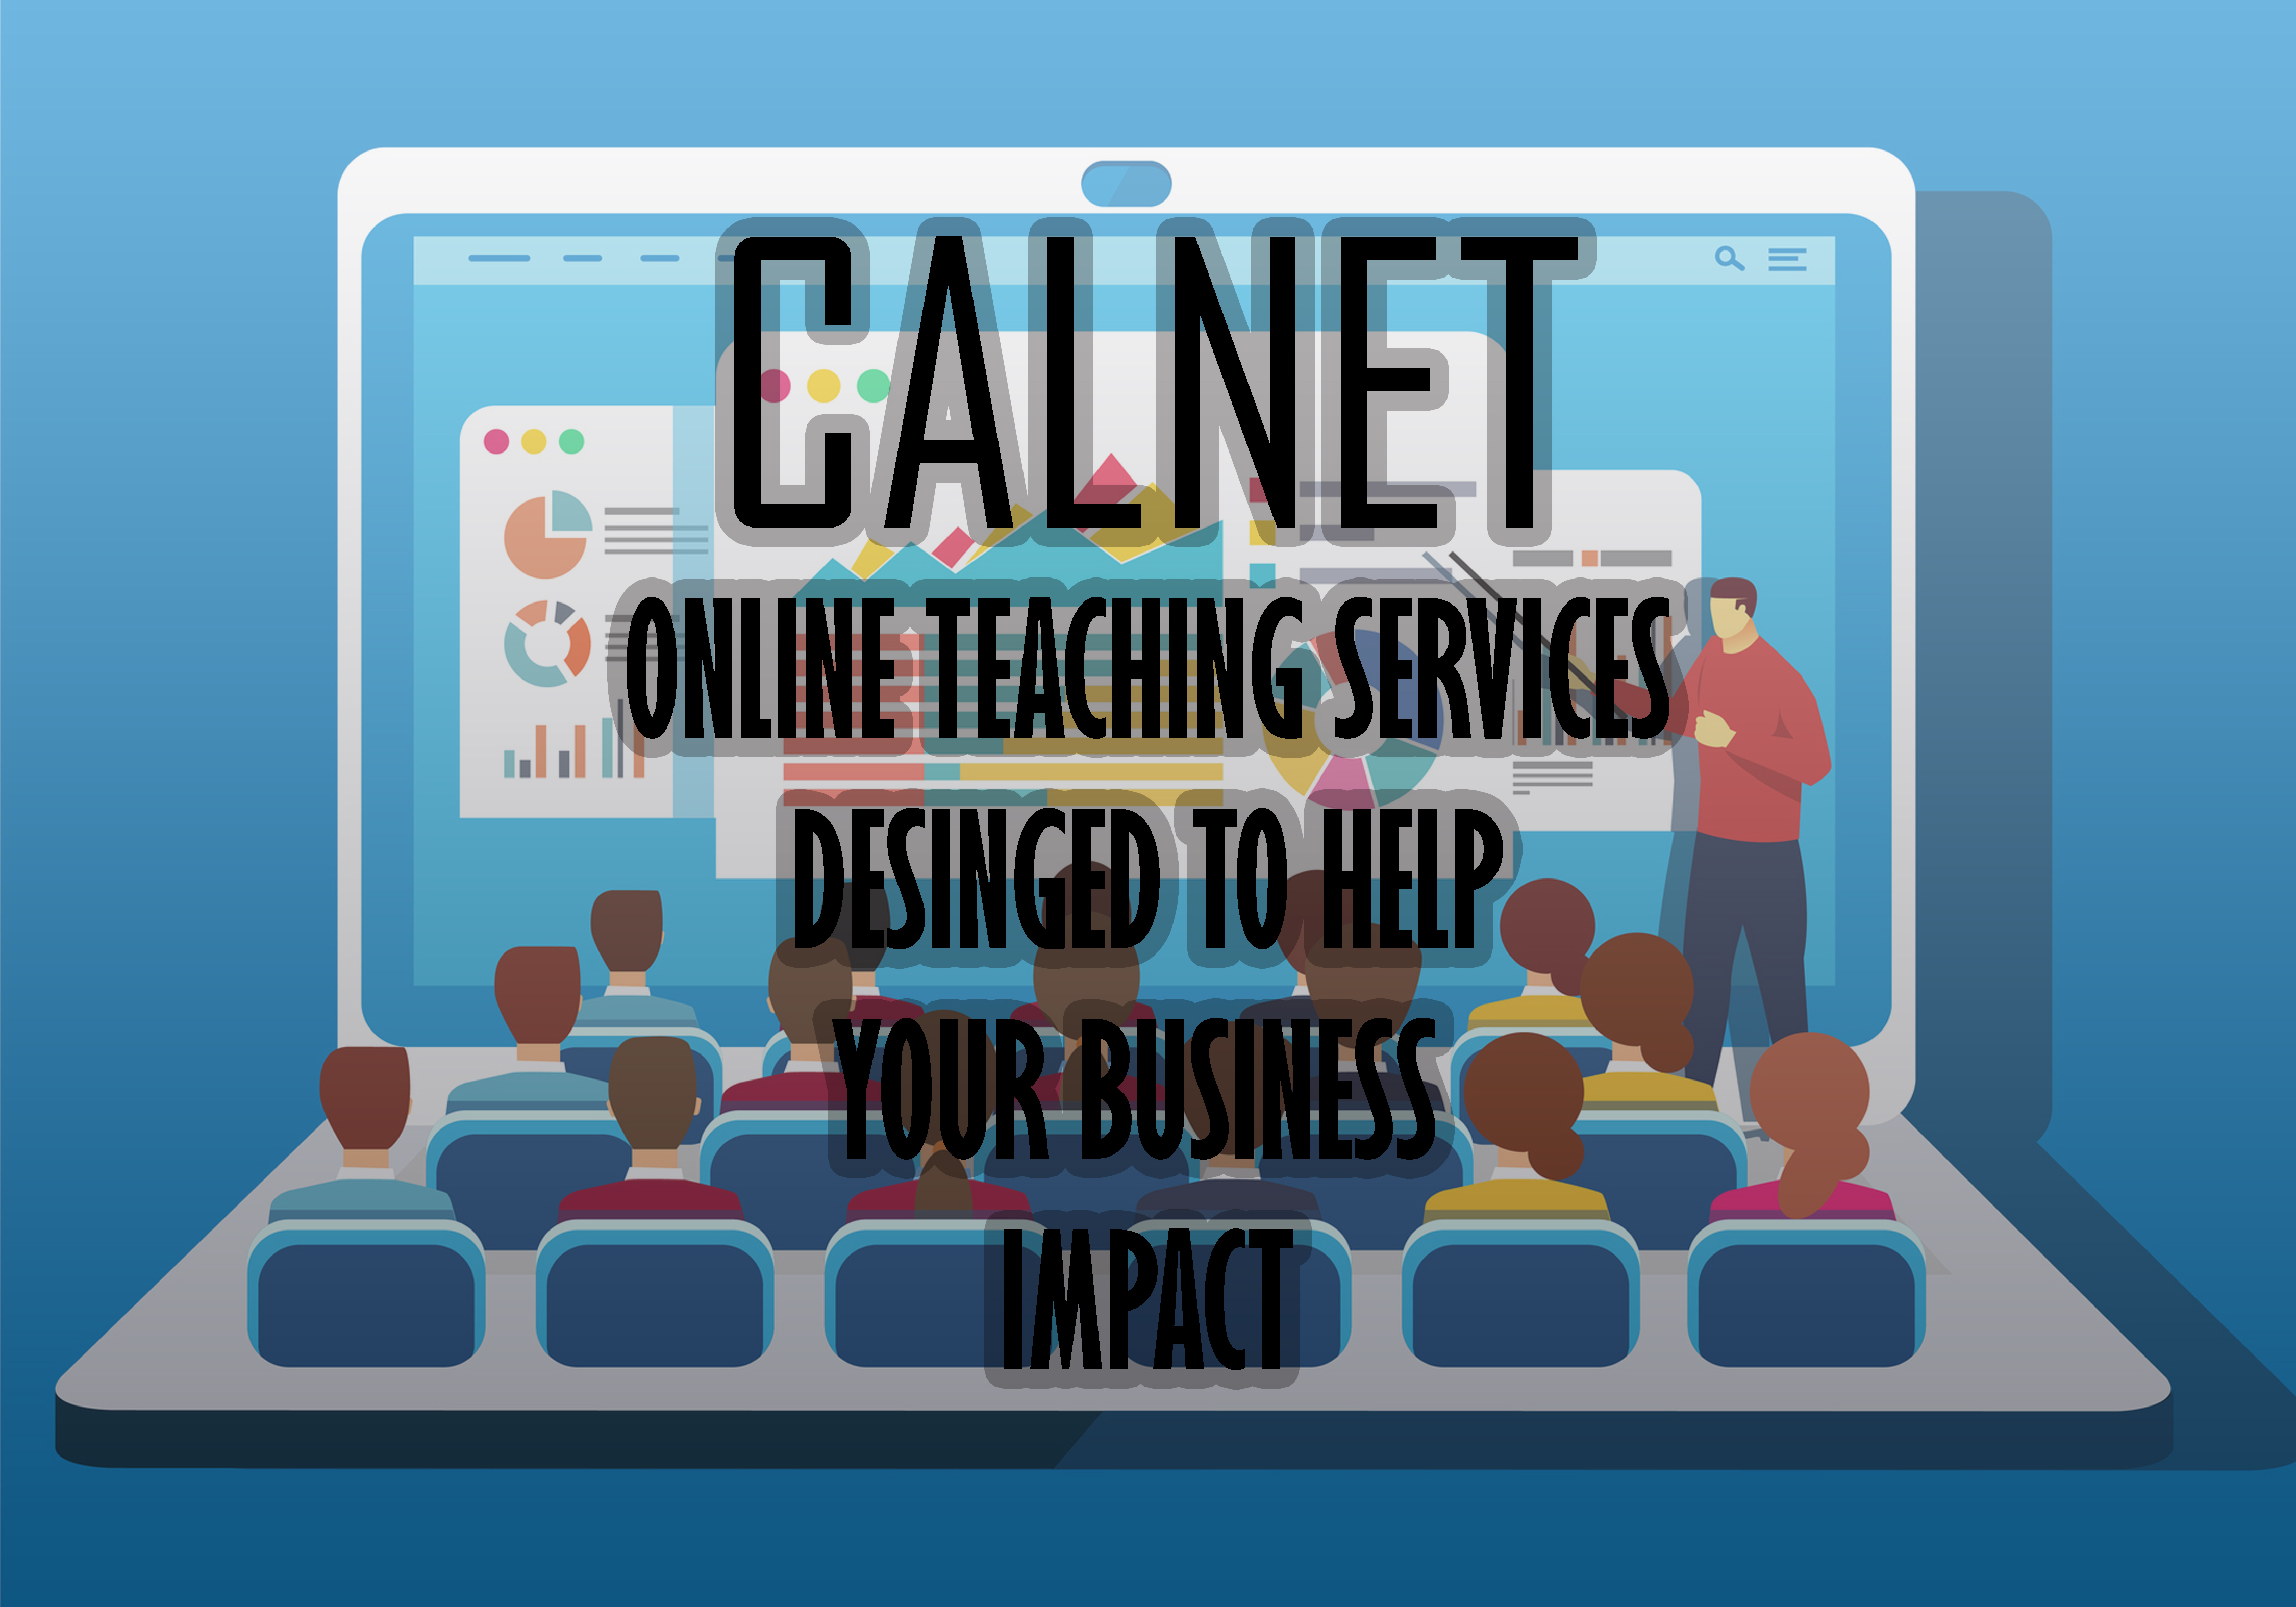 CALNET
ONLINE TEACHING SERVICES
DESINGED TO HELP
YOUR BUSINESS
IMPACT